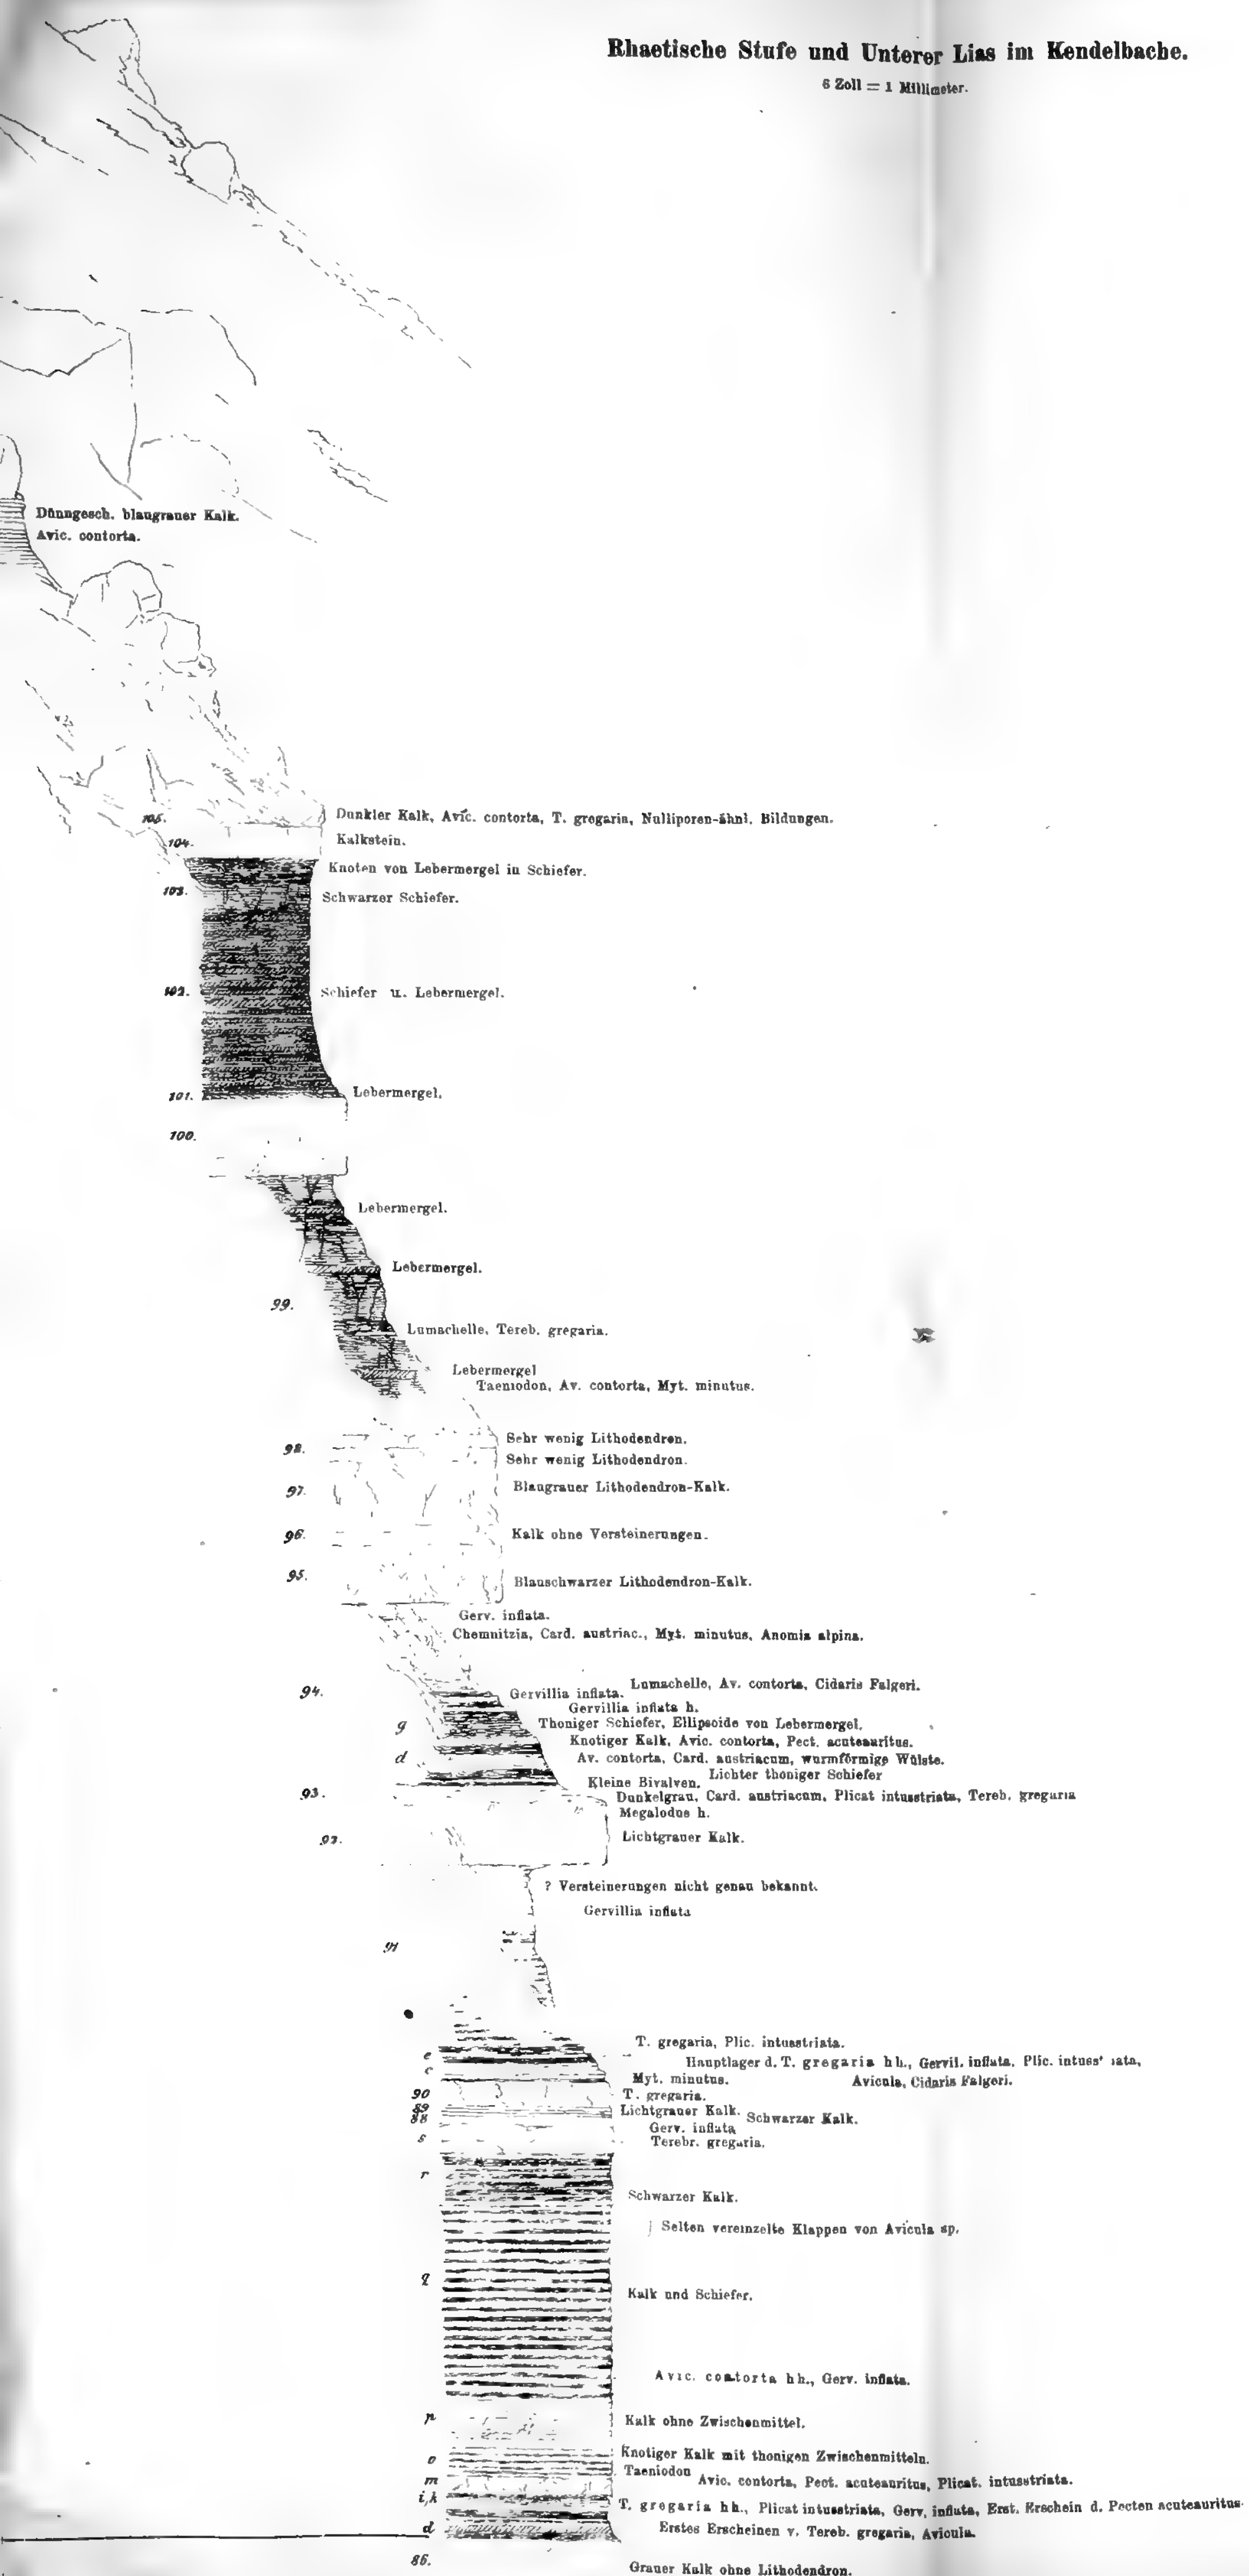 Rhaetische Stufe und Unterer Lias im Kendelbache.
6 Zoll = 1 Millimeter.
Dünngesch. blaugrauer Kalk.
Avic. contorta.
105. Dunkler Kalk, Avic. contorta, T. gregaria, Nulliporen-ähnl. Bildungen.
104. Kalkstein.
Knoten von Lebermergel in Schiefer.
103. Schwarzer Schiefer.
102. Schiefer u. Lebermergel.
101. Lebermergel.
100.
Lebermergel.
Lebermergel.
99.
Lumachelle, Tereb. gregaria.
Lebermergel
Taeniodon, Av. contorta, Myt. minutus.
98. Sehr wenig Lithodendron.
Sehr wenig Lithodendron.
97. Blaugrauer Lithodendron-Kalk.
96. Kalk ohne Versteinerungen.
95. Blauschwarzer Lithodendron-Kalk.
Gerv. inflata.
Chemnitzia, Card. austriac., Myt. minutus, Anomia alpina.
Lumachelle, Av. contorta, Cidaris Falgeri.
94. Gervillia inflata.
Gervillia inflata h.
g Thoniger Schiefer, Ellipsoide von Lebermergel.
Knotiger Kalk, Avic. contorta, Pect. acuteauritus.
d Av. contorta, Card. austriacum, wurmförmige Wülste.
Lichter thoniger Schiefer
Kleine Bivalven.
93. Dunkelgrau, Card. austriacum, Plicat intusstriata, Tereb. gregaria
Megalodus h.
92. Lichtgrauer Kalk.
? Versteinerungen nicht genau bekannt.
Gervillia inflata
91
T. gregaria, Plic. intusstriata.
e Hauptlager d. T. gregaria hh., Gervil. inflata, Plic. intuss iata,
c Myt. minutus. Avicula, Cidaris Falgeri.
90 T. gregaria.
89 Lichtgrauer Kalk.
88 Schwarzer Kalk.
Gerv. inflata
s Terebr. gregaria.
r Schwarzer Kalk.
Selten vereinzelte Klappen von Avicula sp.
q Kalk und Schiefer.
Avic. contorta hh., Gerv. inflata.
p Kalk ohne Zwischenmittel.
o Knotiger Kalk mit thonigen Zwischenmitteln.
Taeniodon
m Avic. contorta, Pect. acuteauritus, Plicat. intusstriata.
i,k T. gregaria hh., Plicat intusstriata, Gerv. inflata, Erst. Erschein d. Pecten acuteauritus.
d Erstes Erscheinen v. Tereb. gregaria, Avicula.
86. Grauer Kalk ohne Lithodendron.